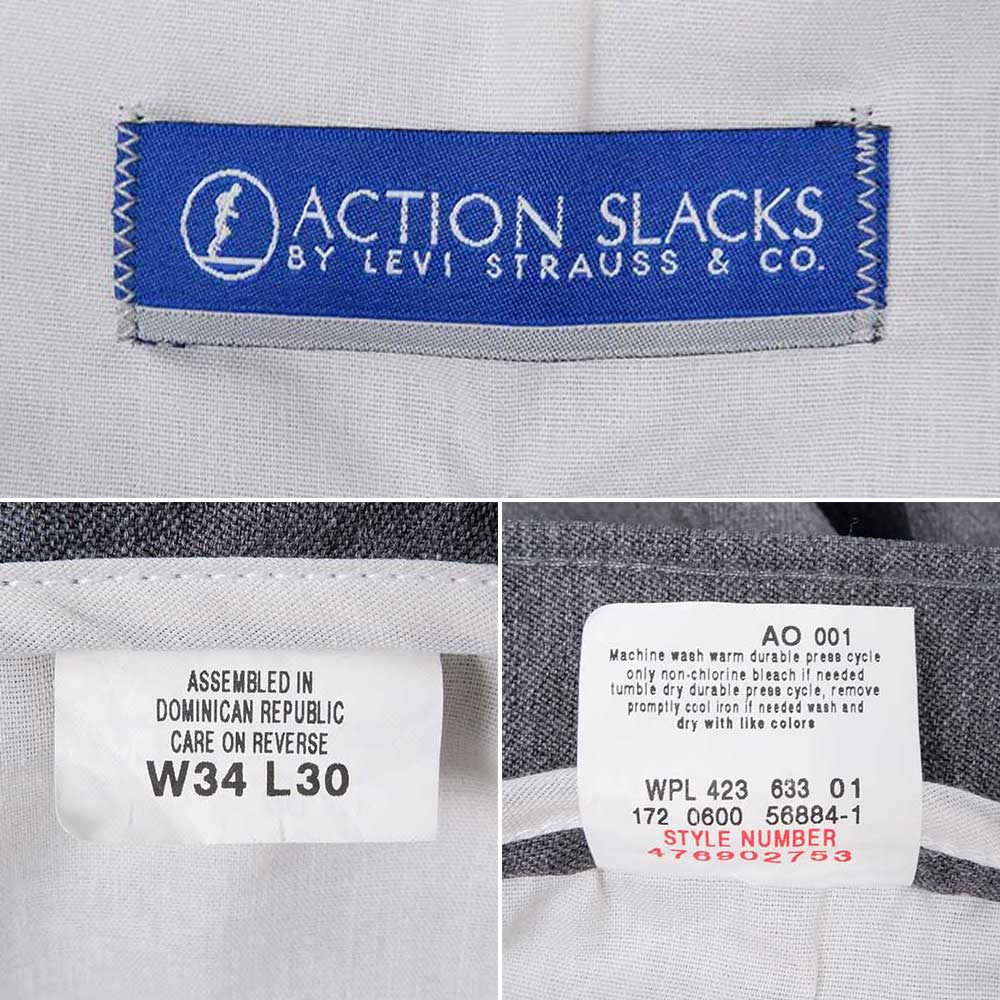 ACTION SLACKS
BY LEVI STRAUSS & CO.
ASSEMBLED IN
DOMINICAN REPUBLIC
CARE ON REVERSE
W34 L30
AO 001
Machine wash warm durable press cycle
only non-chlorine bleach if needed
tumble dry durable press cycle, remove
promptly cool iron if needed wash and
dry with like colors
WPL 423 633 01
172 0600 56884-1
STYLE NUMBER
476902753